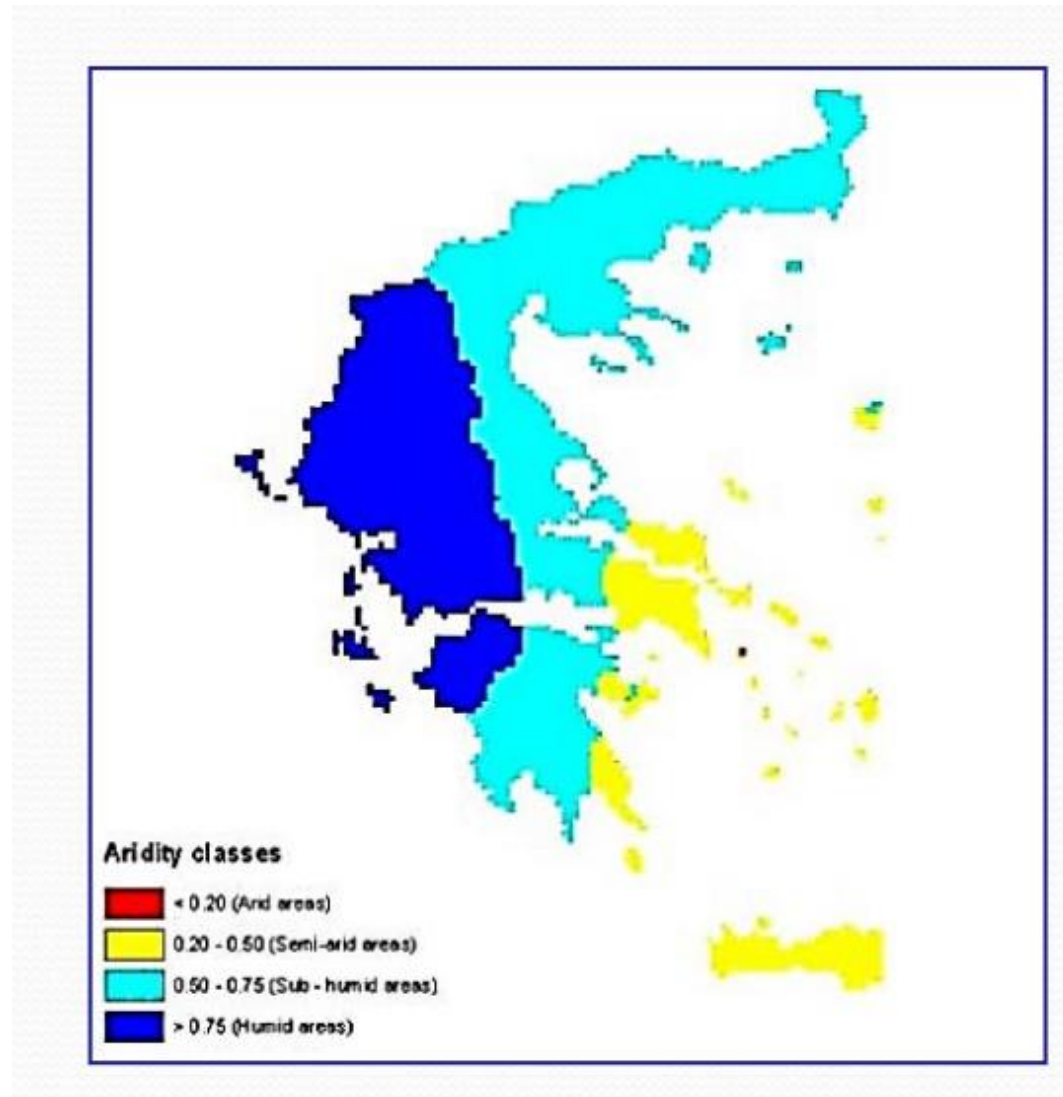 Aridity classes
< 0.20 (Arid areas)
0.20 - 0.50 (Semi-arid areas)
0.50 - 0.75 (Sub - humid areas)
> 0.75 (Humid areas)